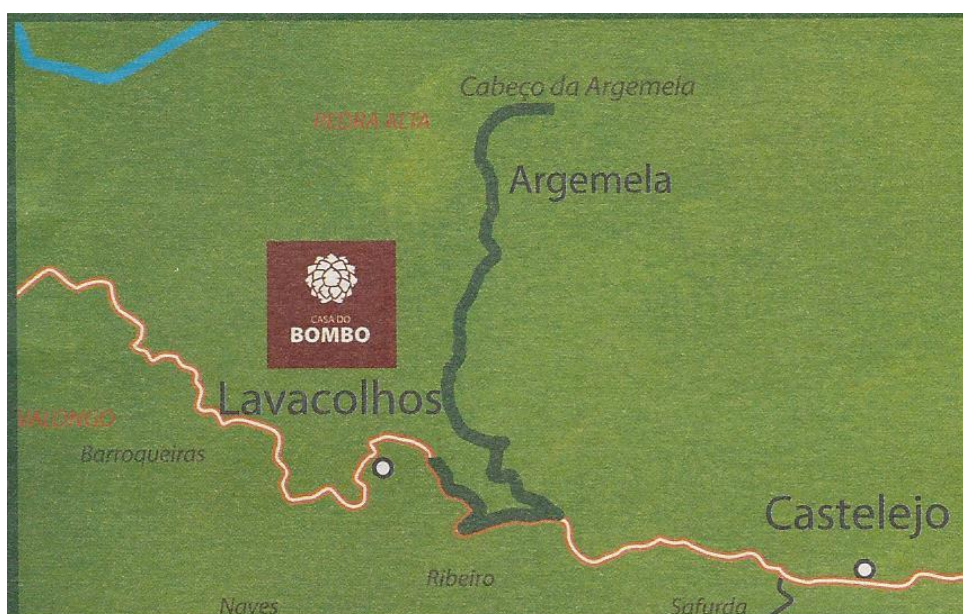 Cabeço da Argemela
PEDRA ALTA
Argemela
CASA DO
BOMBO
Lavacolhos
VALONGO
Barroqueiras
Castelejo
Ribeiro
Naves
Safurda